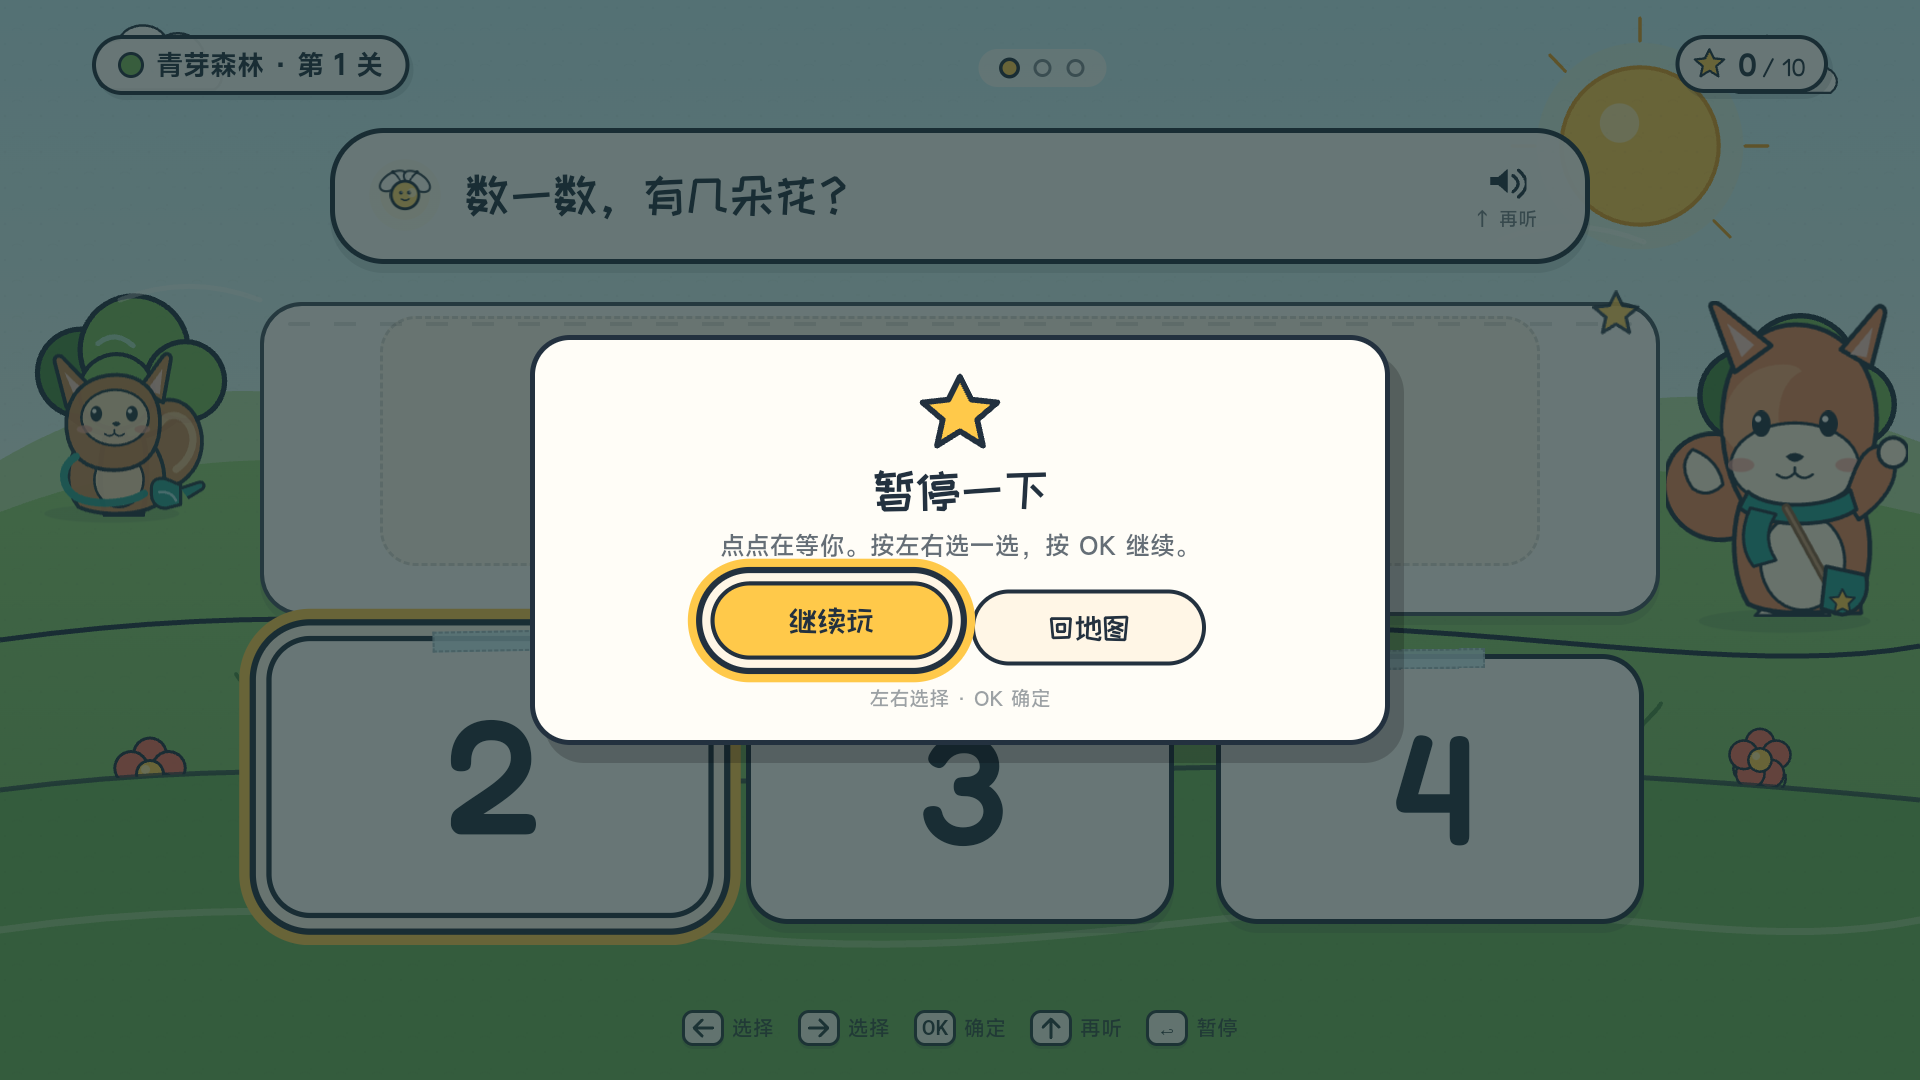 青芽森林 · 第 1 关
0 / 10
数一数，有几朵花？
↑ 再听
暂停一下
点点在等你。按左右选一选，按 OK 继续。
继续玩
回地图
左右选择 · OK 确定
2
3
4
← 选择 → 选择 OK 确定 ↑ 再听 ↩ 暂停